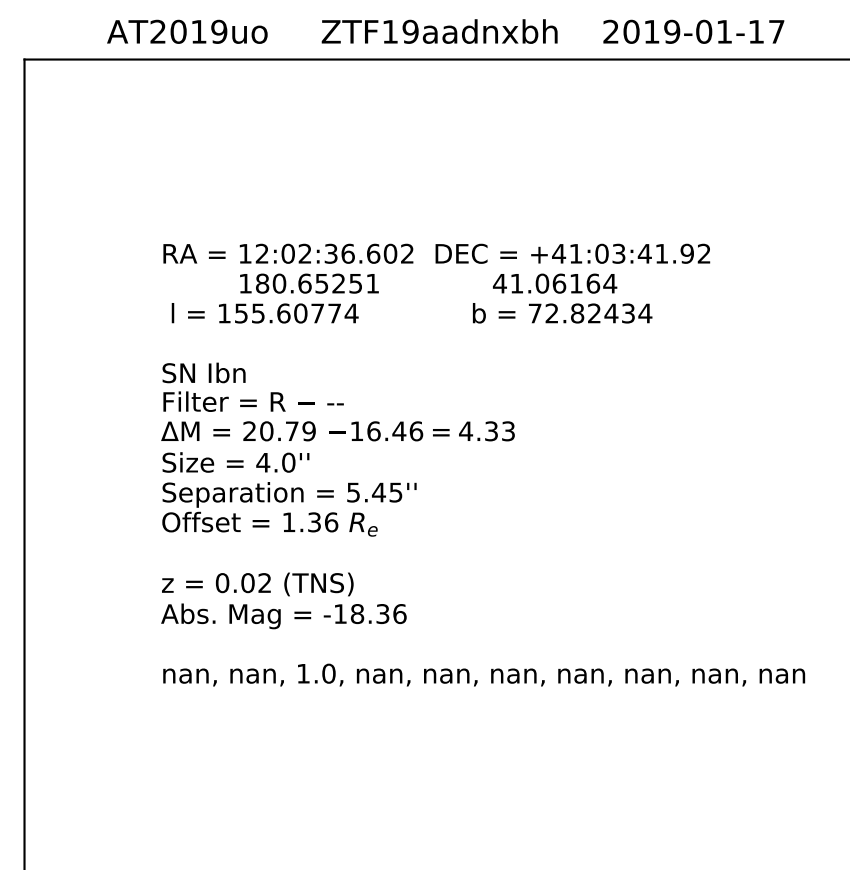 AT2019uo ZTF19aadnxbh 2019-01-17
RA = 12:02:36.602 DEC = +41:03:41.92
180.65251 41.06164
l = 155.60774 b = 72.82434
SN Ibn
Filter = R − --
ΔM = 20.79 −16.46 = 4.33
Size = 4.0''
Separation = 5.45''
Offset = 1.36 Re
z = 0.02 (TNS)
Abs. Mag = -18.36
nan, nan, 1.0, nan, nan, nan, nan, nan, nan, nan